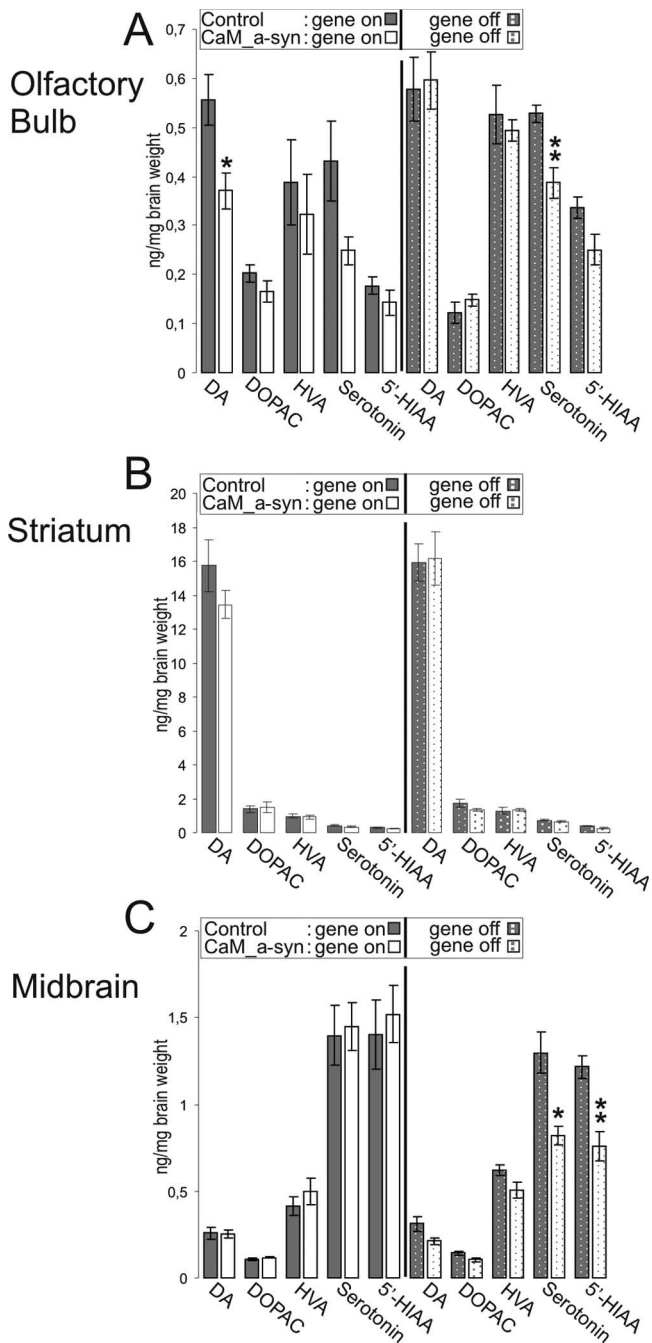 A
Olfactory
Bulb
Control : gene on gene off
CaM_a-syn : gene on gene off
ng/mg brain weight
0,7
0,6
0,5
0,4
0,3
0,2
0,1
0
*
**
DA DOPAC HVA Serotonin 5'-HIAA DA DOPAC HVA Serotonin 5'-HIAA
B
Striatum
Control : gene on gene off
CaM_a-syn: gene on gene off
ng/mg brain weight
20
18
16
14
12
10
8
6
4
2
0
DA DOPAC HVA Serotonin 5'-HIAA DA DOPAC HVA Serotonin 5'-HIAA
C
Midbrain
Control : gene on gene off
CaM_a-syn : gene on gene off
ng/mg brain weight
2
1,5
1
0,5
0
*
**
DA DOPAC HVA Serotonin 5'-HIAA DA DOPAC HVA Serotonin 5'-HIAA